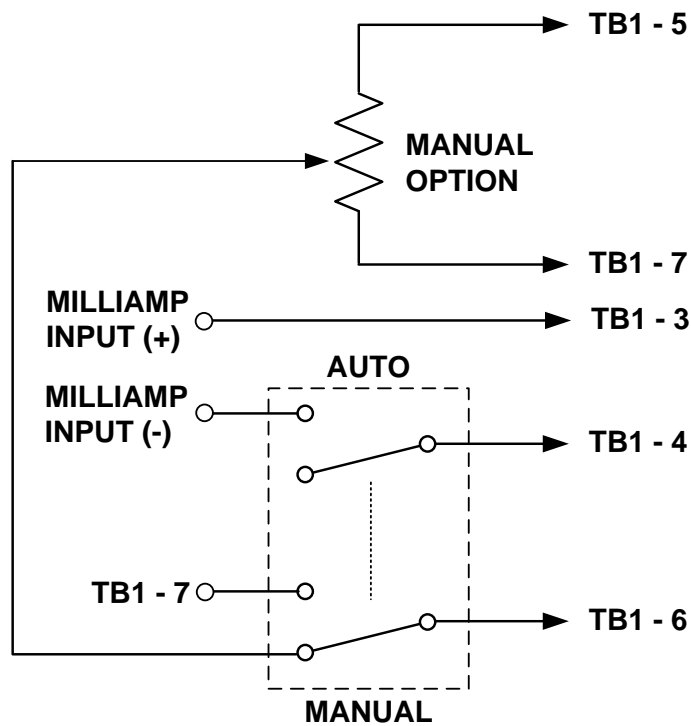 TB1 - 5
MANUAL
OPTION
TB1 - 7
MILLIAMP
INPUT (+)
TB1 - 3
AUTO
MILLIAMP
INPUT (-)
TB1 - 4
TB1 - 7
TB1 - 6
MANUAL